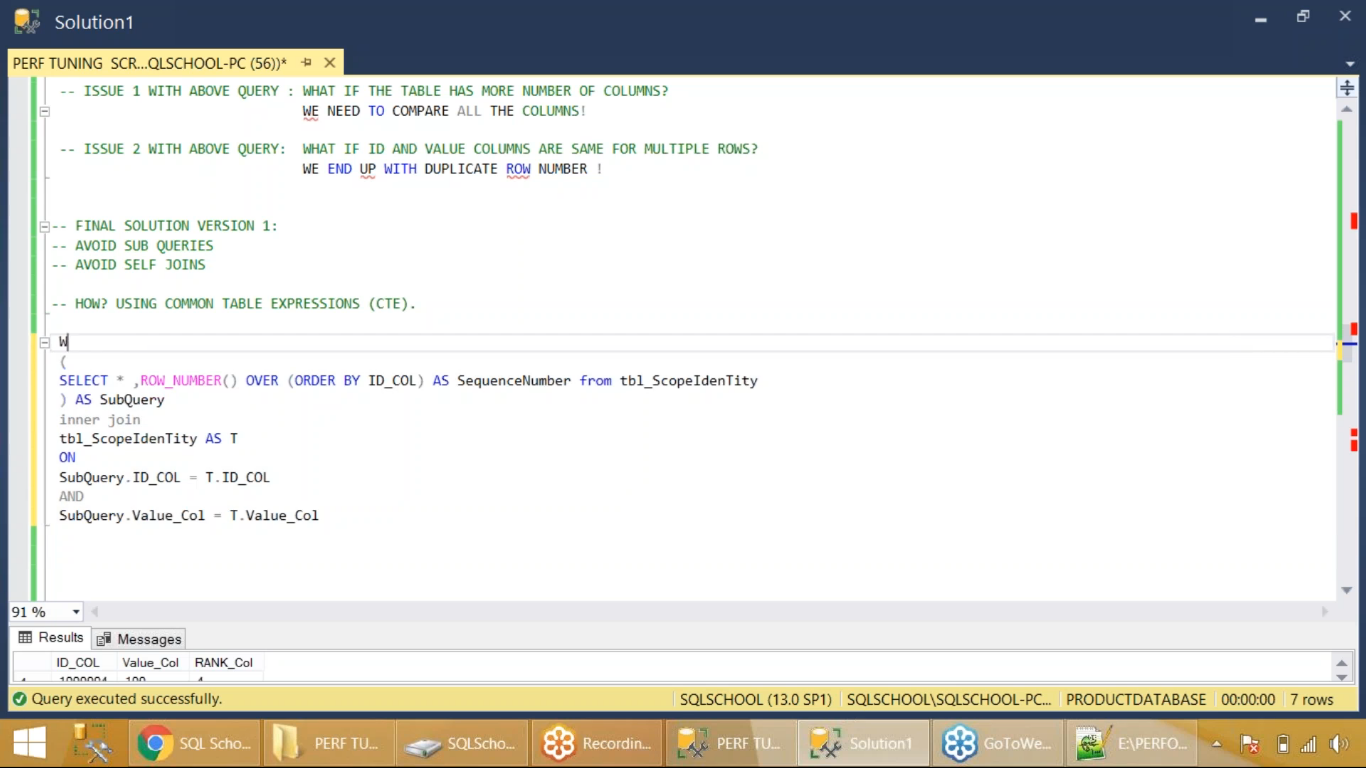 Solution1
PERF TUNING SCR...QLSCHOOL-PC (56))*
-- ISSUE 1 WITH ABOVE QUERY : WHAT IF THE TABLE HAS MORE NUMBER OF COLUMNS?
WE NEED TO COMPARE ALL THE COLUMNS!
-- ISSUE 2 WITH ABOVE QUERY: WHAT IF ID AND VALUE COLUMNS ARE SAME FOR MULTIPLE ROWS?
WE END UP WITH DUPLICATE ROW NUMBER !
-- FINAL SOLUTION VERSION 1:
-- AVOID SUB QUERIES
-- AVOID SELF JOINS
-- HOW? USING COMMON TABLE EXPRESSIONS (CTE).
W
(
SELECT * ,ROW_NUMBER() OVER (ORDER BY ID_COL) AS SequenceNumber from tbl_ScopeIdenTity
) AS SubQuery
inner join
tbl_ScopeIdenTity AS T
ON
SubQuery.ID_COL = T.ID_COL
AND
SubQuery.Value_Col = T.Value_Col
91 %
Results Messages
ID_COL Value_Col RANK_Col
Query executed successfully. SQLSCHOOL (13.0 SP1) SQLSCHOOL\SQLSCHOOL-PC... PRODUCTDATABASE 00:00:00 7 rows
SQL Scho... PERF TU... SQLScho... Recordin... PERF TU... Solution1 GoToWe... E:\PERFO...